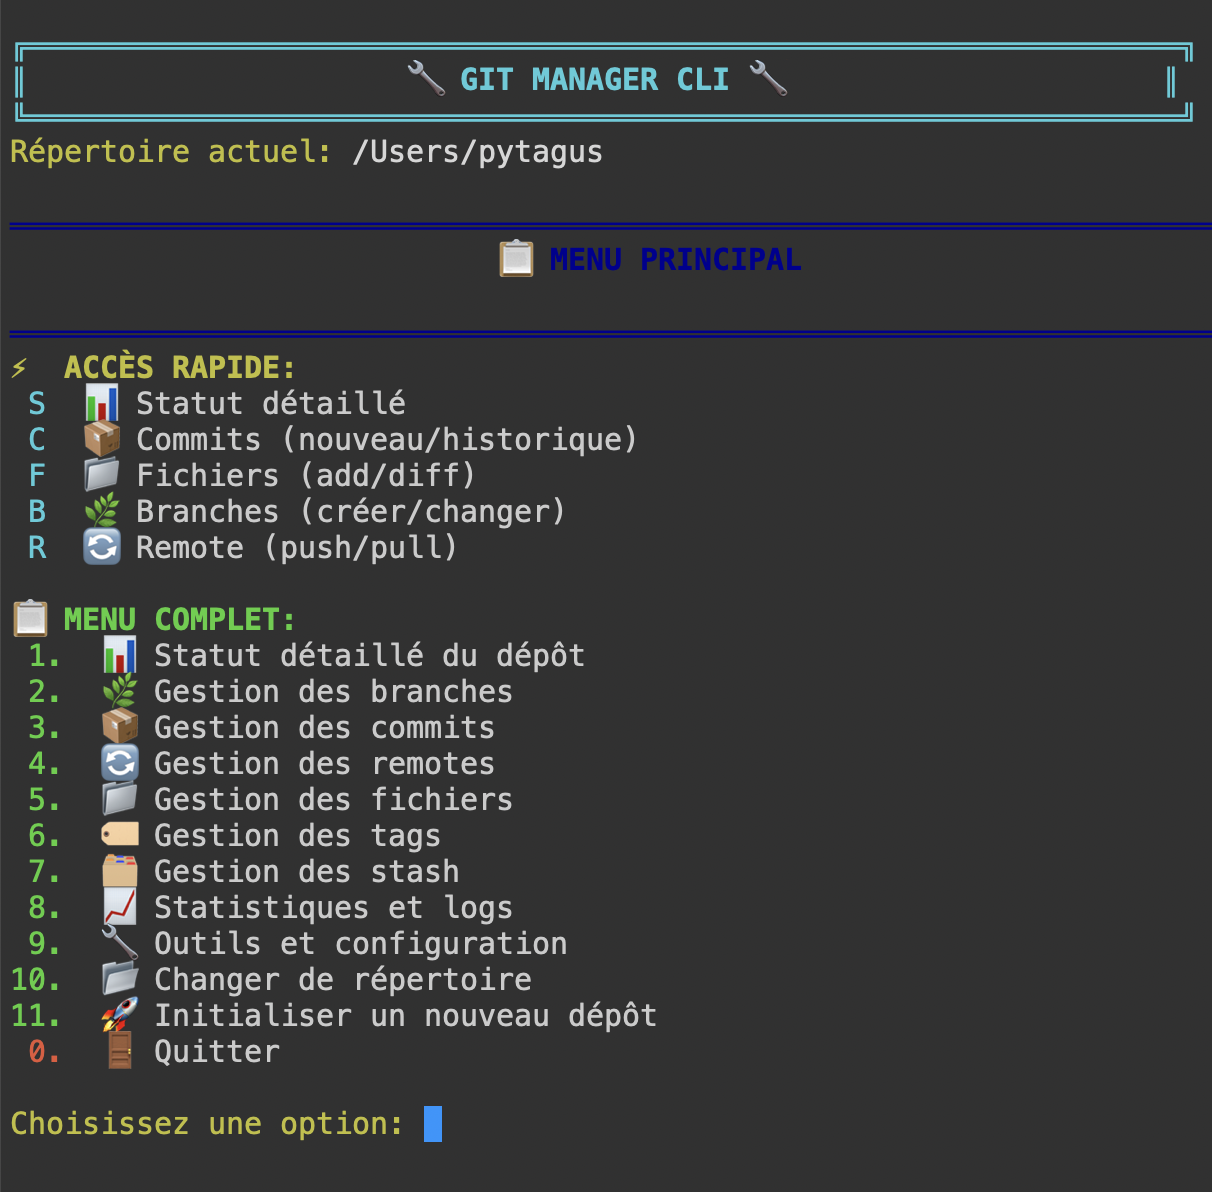 🔧 GIT MANAGER CLI 🔧
Répertoire actuel: /Users/pytagus
📋 MENU PRINCIPAL
⚡ ACCÈS RAPIDE:
S 📊 Statut détaillé
C 📦 Commits (nouveau/historique)
F 📁 Fichiers (add/diff)
B 🌿 Branches (créer/changer)
R 🔄 Remote (push/pull)
📋 MENU COMPLET:
1. 📊 Statut détaillé du dépôt
2. 🌿 Gestion des branches
3. 📦 Gestion des commits
4. 🔄 Gestion des remotes
5. 📁 Gestion des fichiers
6. 🏷️ Gestion des tags
7. 🗂️ Gestion des stash
8. 📈 Statistiques et logs
9. 🔧 Outils et configuration
10. 📂 Changer de répertoire
11. 🚀 Initialiser un nouveau dépôt
0. 🚪 Quitter
Choisissez une option: